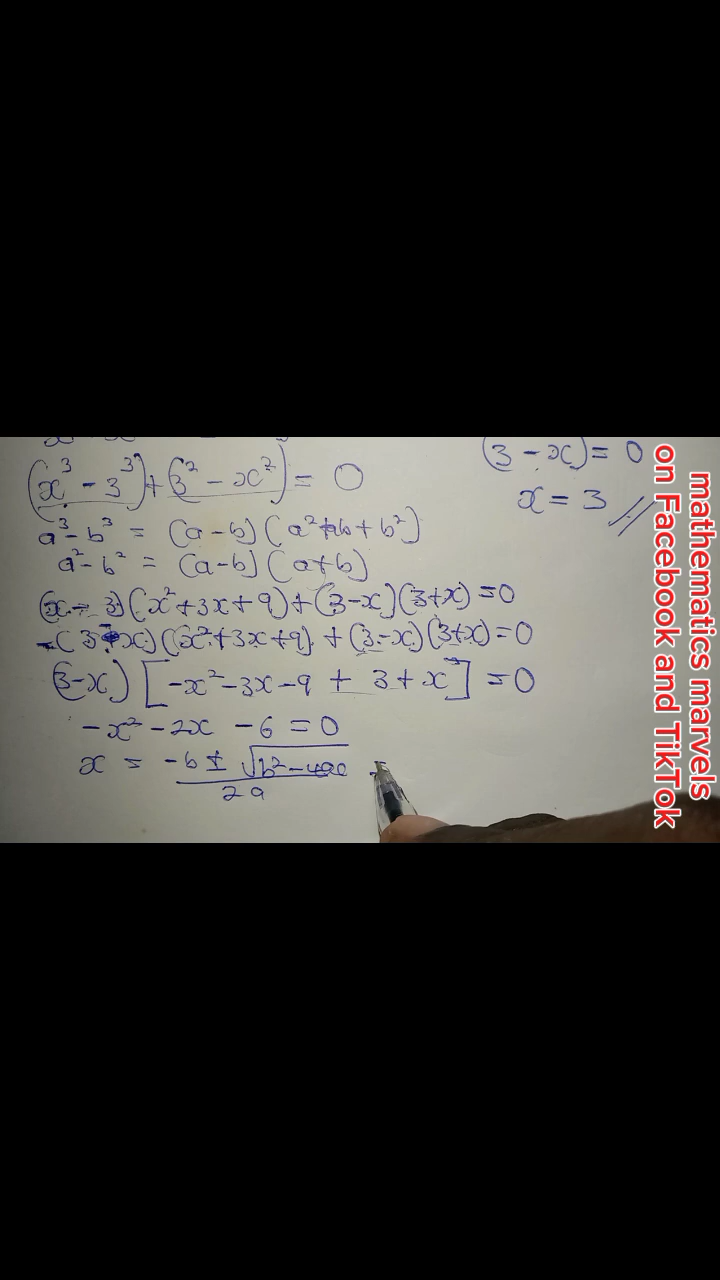 (x³ - 3³) + (3² - x²) = 0
a³ - b³ = (a-b)(a²+ab+b²)
a² - b² = (a-b)(a+b)
(x - 3)(x²+3x+9)+(3-x)(3+x)=0
-(3-x)(x²+3x+9)+(3-x)(3+x)=0
(3-x)[-x²-3x-9+3+x]=0
-x²-2x-6=0
x = -b±√b²-4ac =
2a
(3-x)=0
x=3//
mathematics marvels
on Facebook and TikTok